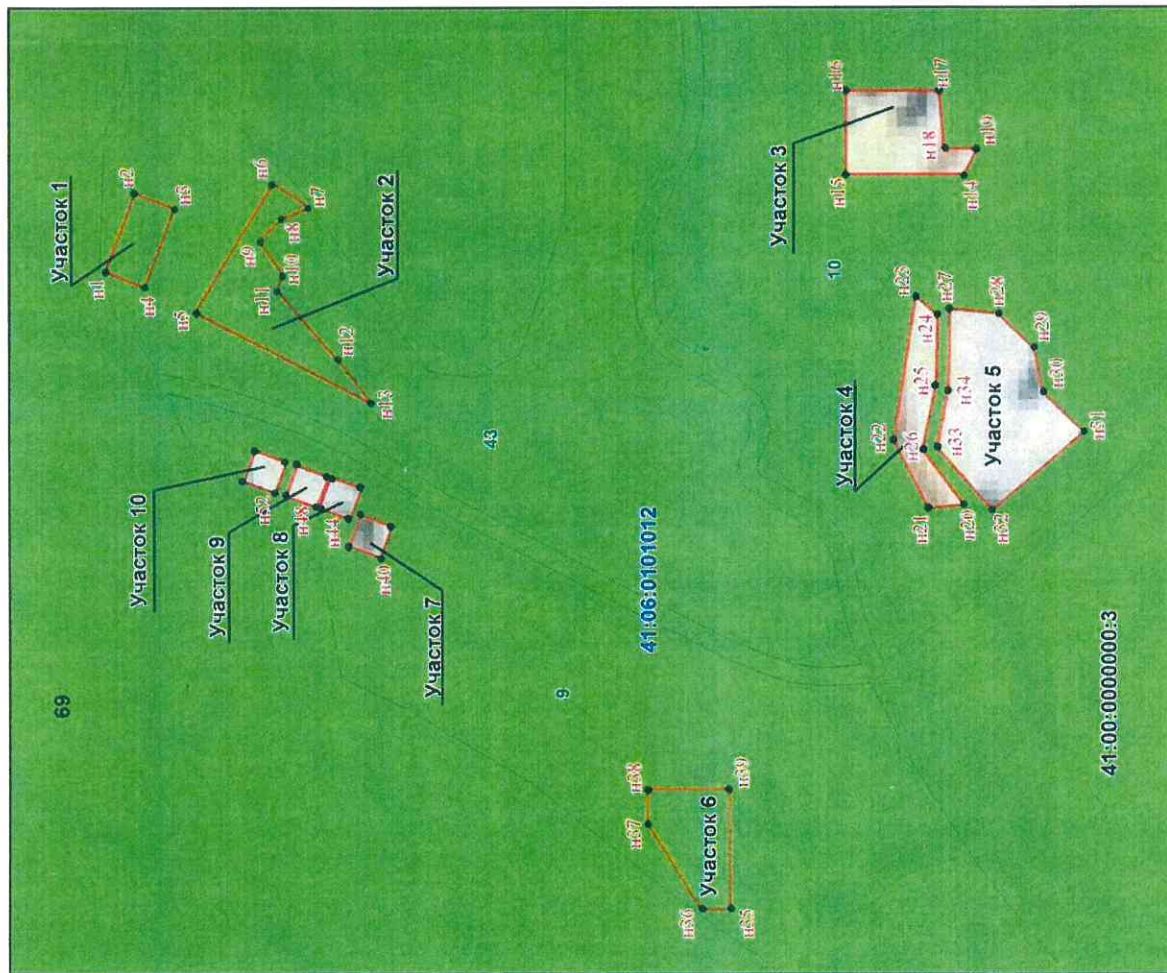 69
Участок 10
Участок 9
Участок 8
Участок 7
н52
н48
н44
н40
Участок 1
н1
н2
н3
н4
Участок 2
н5
н6
н7
н8
н9
н10
н11
н12
н13
43
9
41:06:0101012
Участок 3
н15
н16
н17
н18
н19
н14
10
Участок 4
н21
н22
н23
н24
н25
н26
н20
Участок 5
н27
н28
н29
н30
н31
н32
н33
н34
Участок 6
н35
н36
н37
н38
н39
41:00:0000000:3